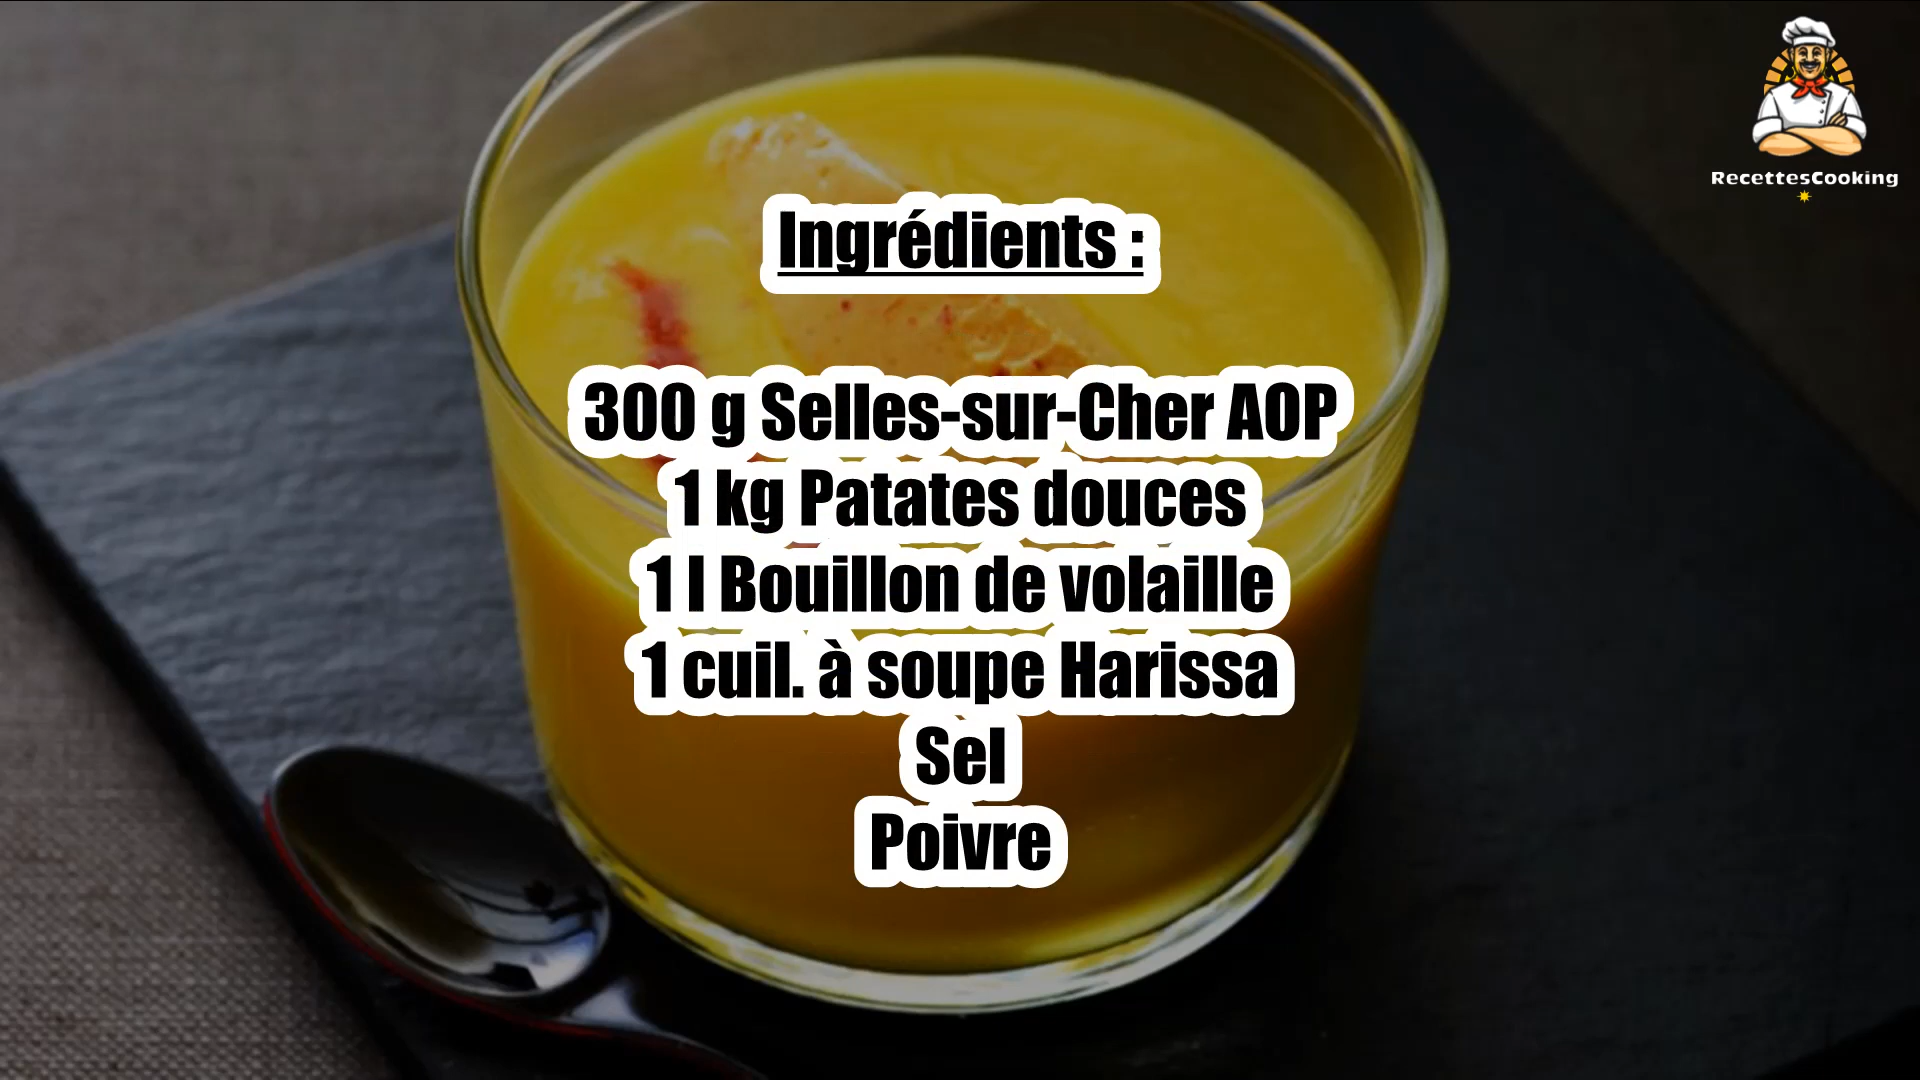 RecettesCooking
Ingrédients :
300 g Selles-sur-Cher AOP
1 kg Patates douces
1 l Bouillon de volaille
1 cuil. à soupe Harissa
Sel
Poivre